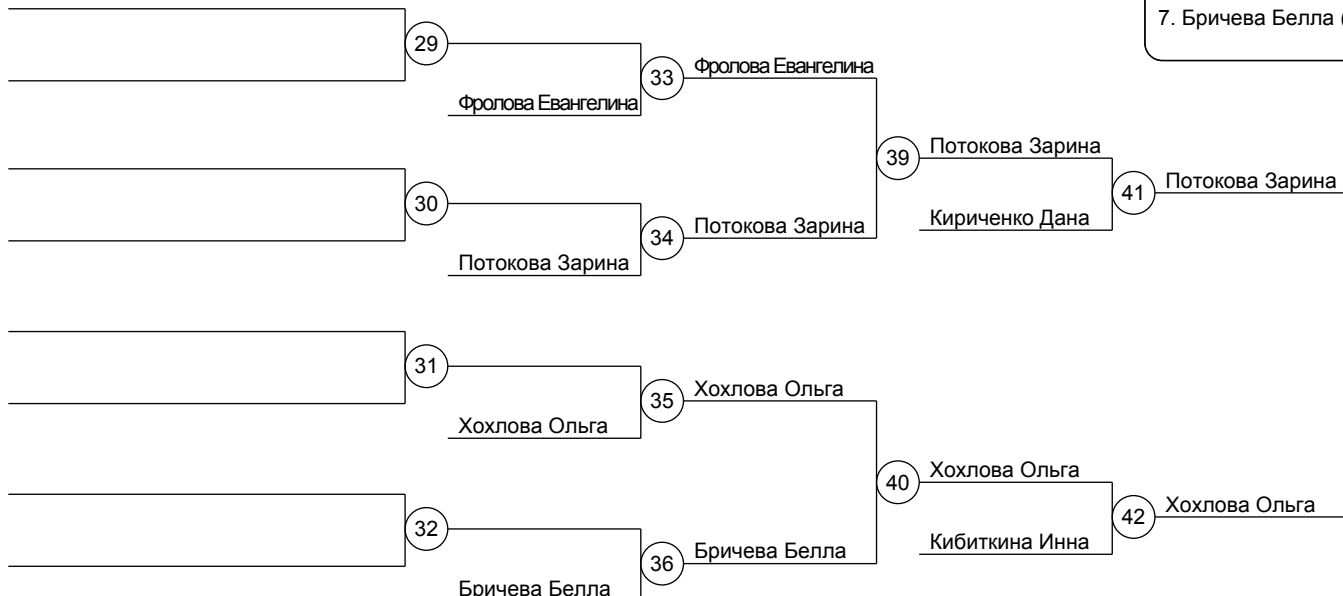 7. Бричева Белла (
29
33
Фролова Евангелина
Фролова Евангелина
39
Потокова Зарина
41
Потокова Зарина
30
34
Потокова Зарина
Кириченко Дана
Потокова Зарина
31
35
Хохлова Ольга
Хохлова Ольга
40
Хохлова Ольга
42
Хохлова Ольга
32
36
Бричева Белла
Кибиткина Инна
Бричева Белла